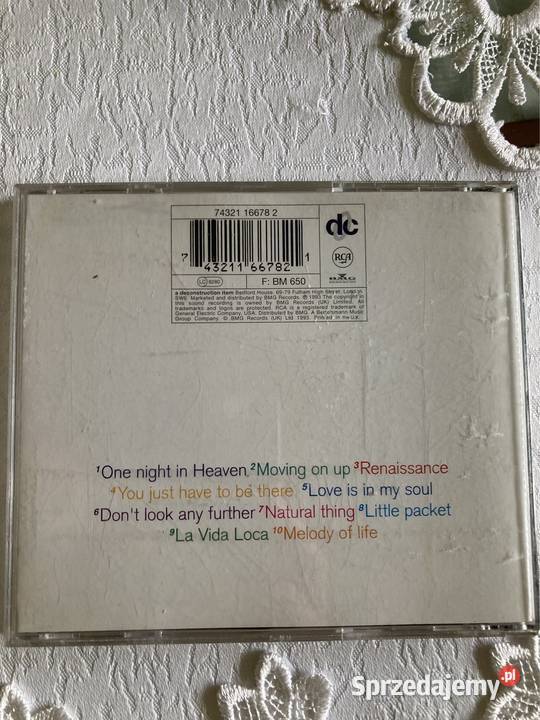 74321 16678 2
7 43211 66782 1
LC 8290
F: BM 650
dc
RCA
BMG
a deconstruction item Bedford House, 69-79 Fulham High Street, London
SW6. Marketed and distributed by BMG Records. ℗ 1993 The copyright in
this sound recording is owned by BMG Records (UK) Limited. All
trademarks and logos are protected. RCA is a registered trademark of
General Electric Company, USA. Distributed by BMG. A Bertelsmann Music
Group Company. © BMG Records (UK) Ltd 1993. Printed in the U.K.
1One night in Heaven 2Moving on up 3Renaissance
4You just have to be there 5Love is in my soul
6Don't look any further 7Natural thing 8Little packet
9La Vida Loca 10Melody of life
Sprzedajemy.pl